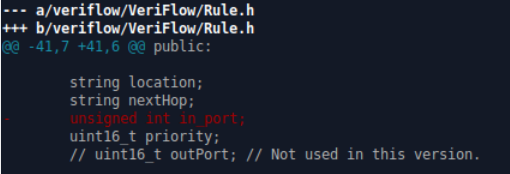 --- a/veriflow/VeriFlow/Rule.h
+++ b/veriflow/VeriFlow/Rule.h
@@ -41,7 +41,6 @@ public:
string location;
string nextHop;
- unsigned int in_port;
uint16_t priority;
// uint16_t outPort; // Not used in this version.